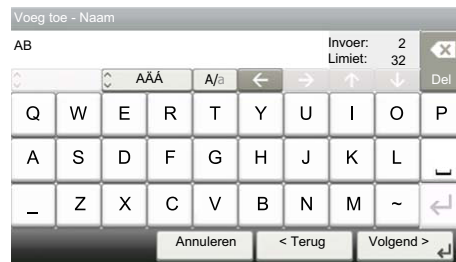 Voeg toe - Naam
AB Invoer: 2
Limiet: 32
AÄÁ A/a ← → ↑ ↓ Del
Q W E R T Y U I O P
A S D F G H J K L
_ Z X C V B N M ~
Annuleren < Terug Volgend >